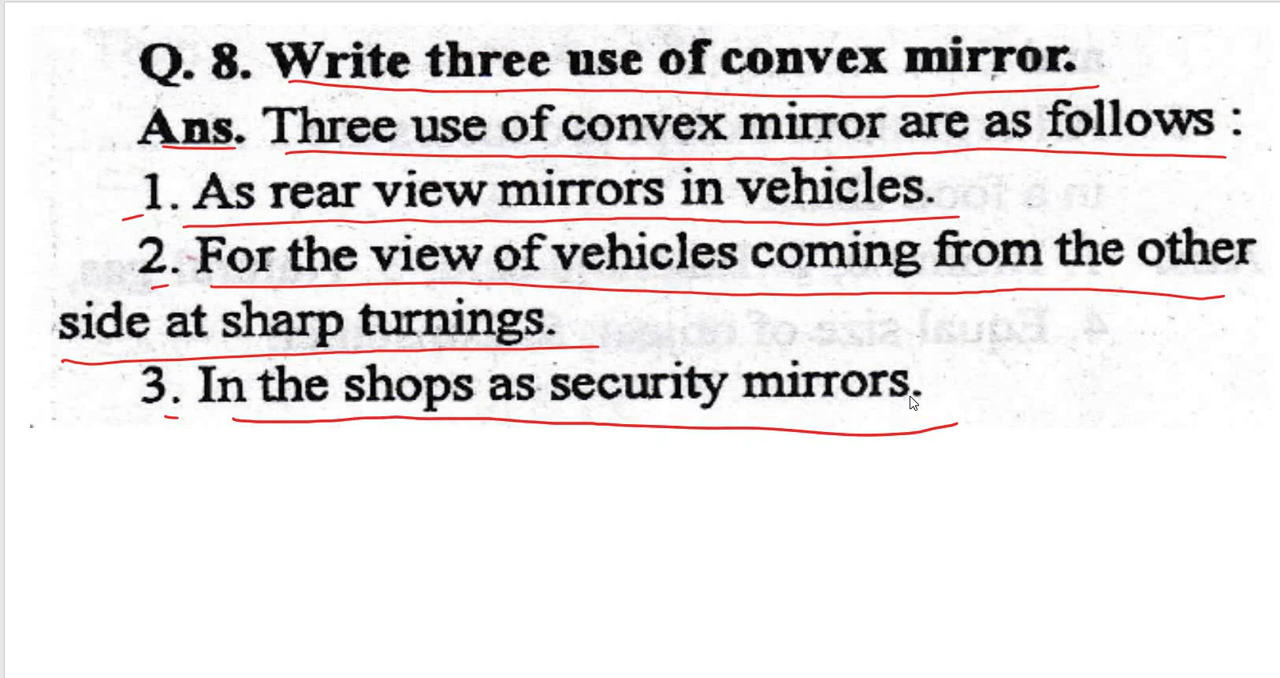 Q. 8. Write three use of convex mirror.
Ans. Three use of convex mirror are as follows :
1. As rear view mirrors in vehicles.
2. For the view of vehicles coming from the other
side at sharp turnings.
3. In the shops as security mirrors.